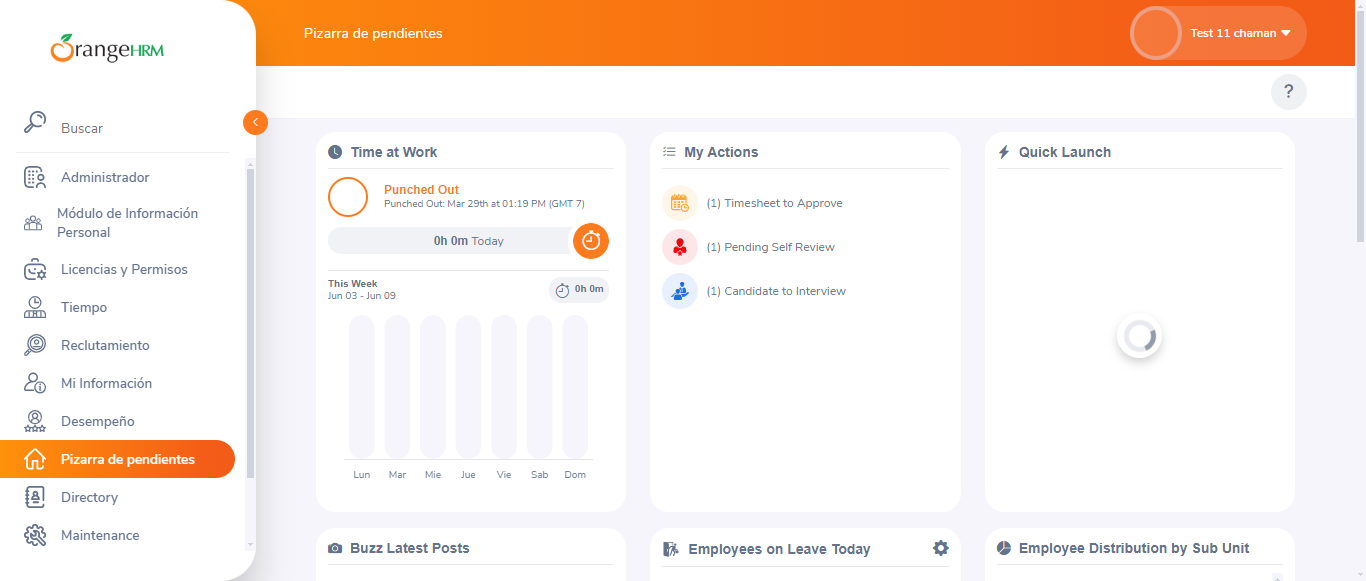 OrangeHRM
Buscar
Administrador
Módulo de Información
Personal
Licencias y Permisos
Tiempo
Reclutamiento
Mi Información
Desempeño
Pizarra de pendientes
Directory
Maintenance
Pizarra de pendientes
Test 11 chaman
?
Time at Work
Punched Out
Punched Out: Mar 29th at 01:19 PM (GMT 7)
0h 0m Today
This Week
Jun 03 - Jun 09
0h 0m
Lun Mar Mie Jue Vie Sab Dom
My Actions
(1) Timesheet to Approve
(1) Pending Self Review
(1) Candidate to Interview
Quick Launch
Buzz Latest Posts
Employees on Leave Today
Employee Distribution by Sub Unit